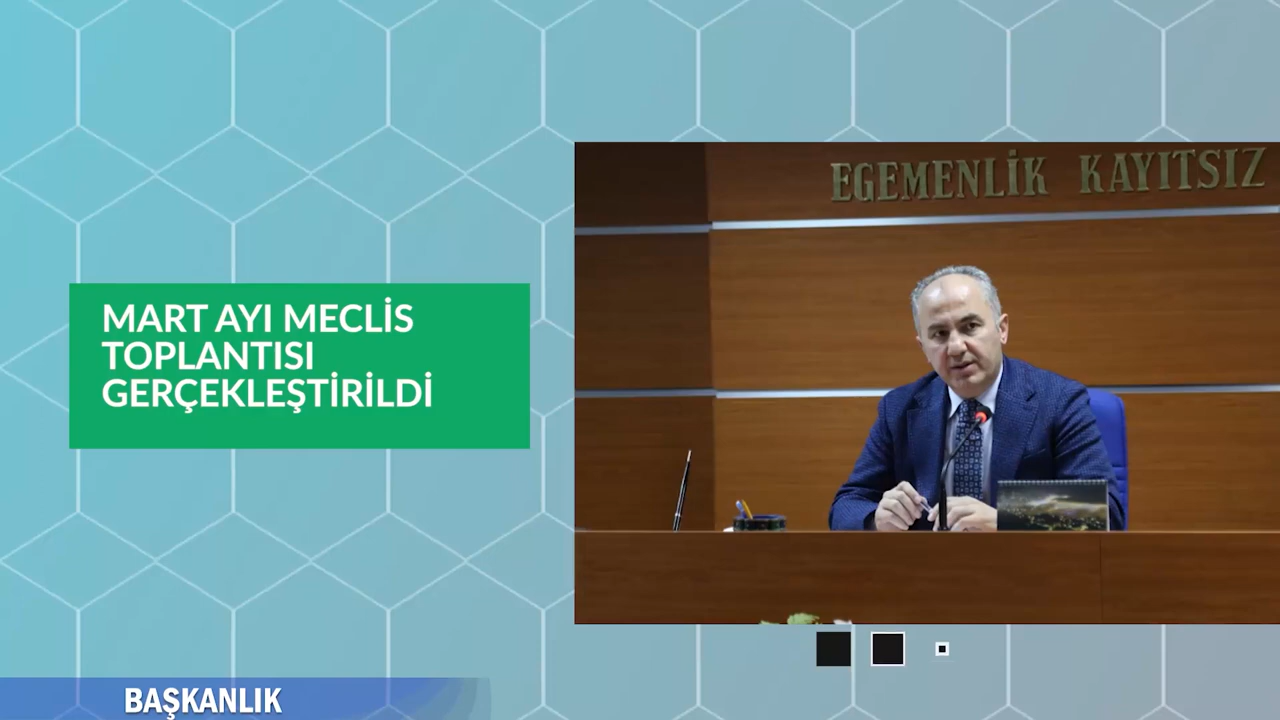 EGEMENLİK KAYITSIZ
MART AYI MECLİS
TOPLANTISI
GERÇEKLEŞTİRİLDİ
BAŞKANLIK